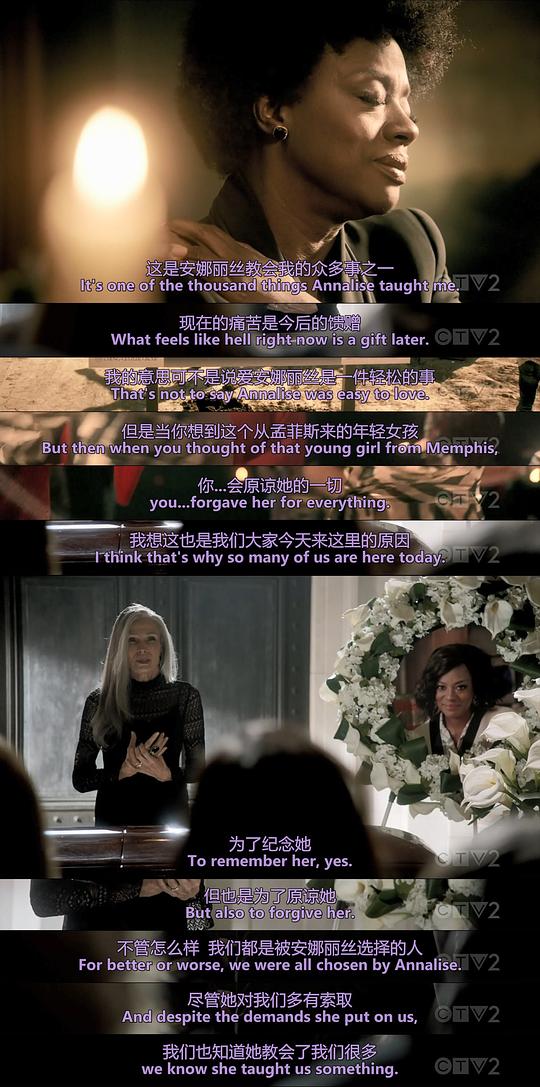 这是安娜丽丝教会我的众多事之一
It's one of the thousand things Annalise taught me.
CTV2
现在的痛苦是今后的馈赠
What feels like hell right now is a gift later.
CTV2
我的意思可不是说爱安娜丽丝是一件轻松的事
That's not to say Annalise was easy to love.
但是当你想到这个从孟菲斯来的年轻女孩
But then when you thought of that young girl from Memphis,
你...会原谅她的一切
you...forgave her for everything.
CTV2
我想这也是我们大家今天来这里的原因
I think that's why so many of us are here today.
CTV2
为了纪念她
To remember her, yes.
CTV2
但也是为了原谅她
But also to forgive her.
CTV2
不管怎么样 我们都是被安娜丽丝选择的人
For better or worse, we were all chosen by Annalise.
CTV2
尽管她对我们多有索取
And despite the demands she put on us,
CTV2
我们也知道她教会了我们很多
we know she taught us something.
CTV2